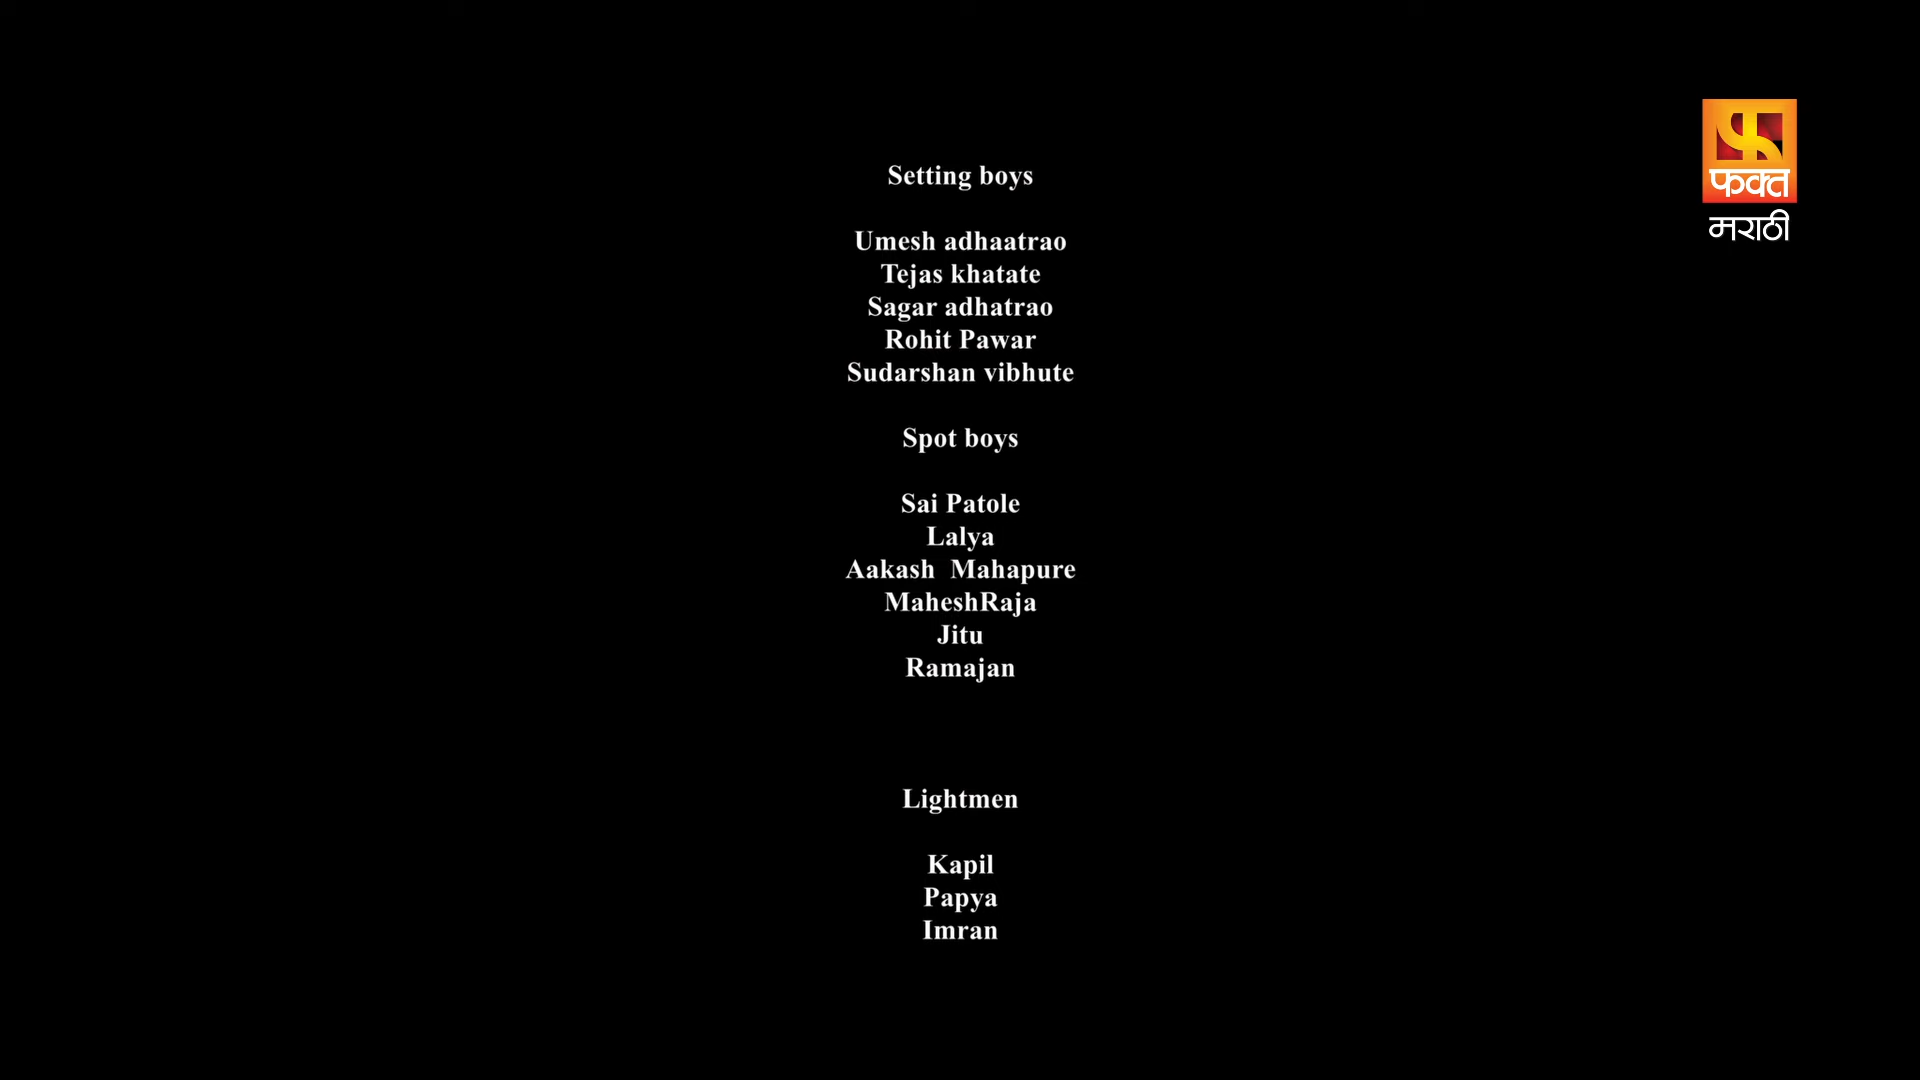 Setting boys
Umesh adhaatrao
Tejas khatate
Sagar adhatrao
Rohit Pawar
Sudarshan vibhute
Spot boys
Sai Patole
Lalya
Aakash  Mahapure
MaheshRaja
Jitu
Ramajan
Lightmen
Kapil
Papya
Imran
फक्त
मराठी